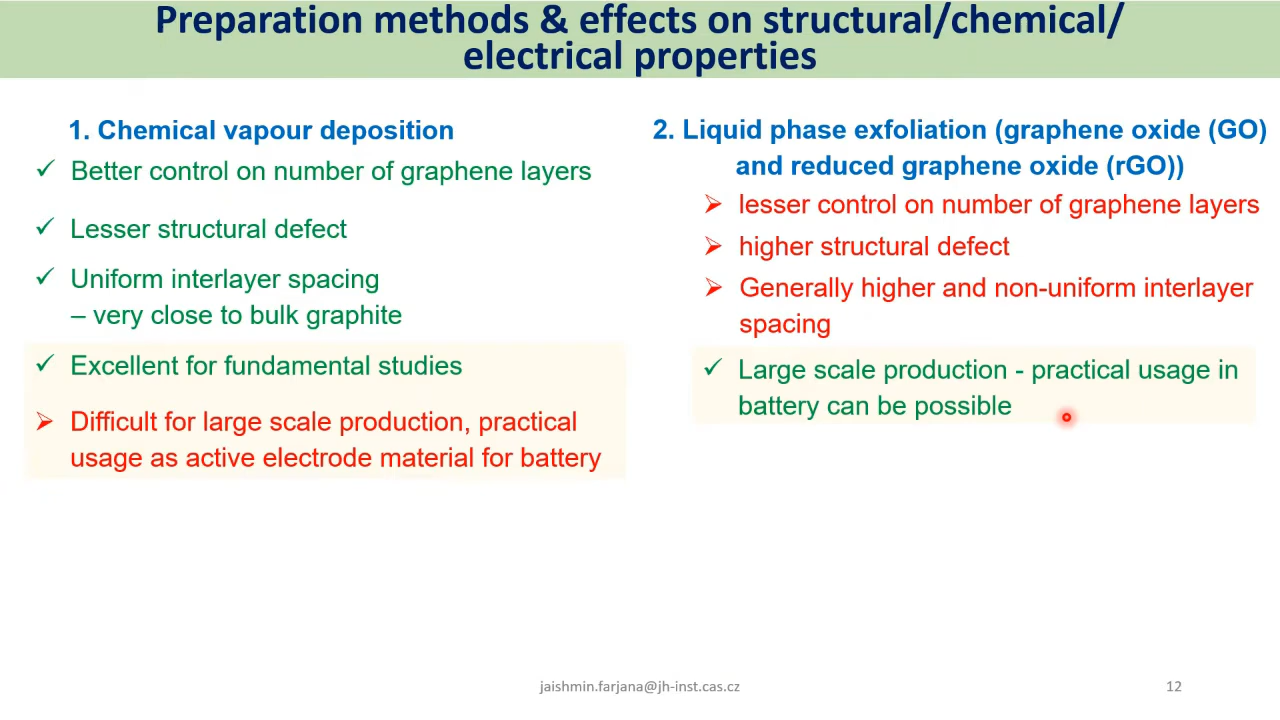 Preparation methods & effects on structural/chemical/
electrical properties
1. Chemical vapour deposition
✓ Better control on number of graphene layers
✓ Lesser structural defect
✓ Uniform interlayer spacing
– very close to bulk graphite
✓ Excellent for fundamental studies
➢ Difficult for large scale production, practical
usage as active electrode material for battery
2. Liquid phase exfoliation (graphene oxide (GO)
and reduced graphene oxide (rGO))
➢ lesser control on number of graphene layers
➢ higher structural defect
➢ Generally higher and non-uniform interlayer
spacing
✓ Large scale production - practical usage in
battery can be possible
jaishmin.farjana@jh-inst.cas.cz
12